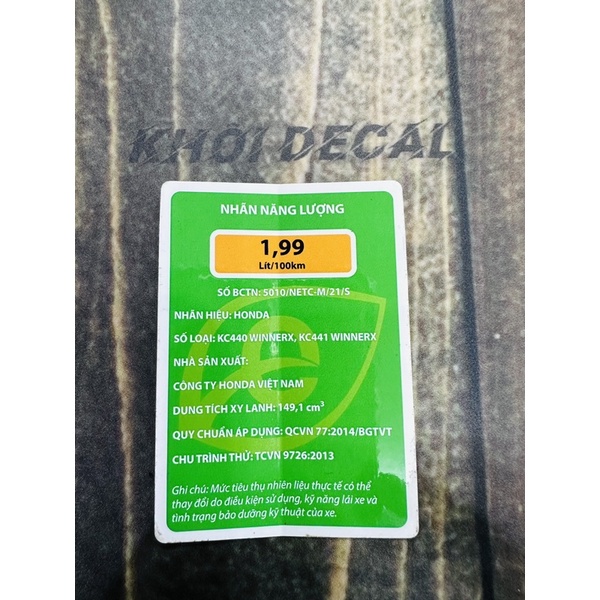 KHÔI DECAL
NHÃN NĂNG LƯỢNG
1,99
Lít/100km
SỐ BCTN: 5010/NETC-M/21/S
NHÃN HIỆU: HONDA
SỐ LOẠI: KC440 WINNERX, KC441 WINNERX
NHÀ SẢN XUẤT:
CÔNG TY HONDA VIỆT NAM
DUNG TÍCH XY LANH: 149,1 cm³
QUY CHUẨN ÁP DỤNG: QCVN 77:2014/BGTVT
CHU TRÌNH THỬ: TCVN 9726:2013
Ghi chú: Mức tiêu thụ nhiên liệu thực tế có thể
thay đổi do điều kiện sử dụng, kỹ năng lái xe và
tình trạng bảo dưỡng kỹ thuật của xe.